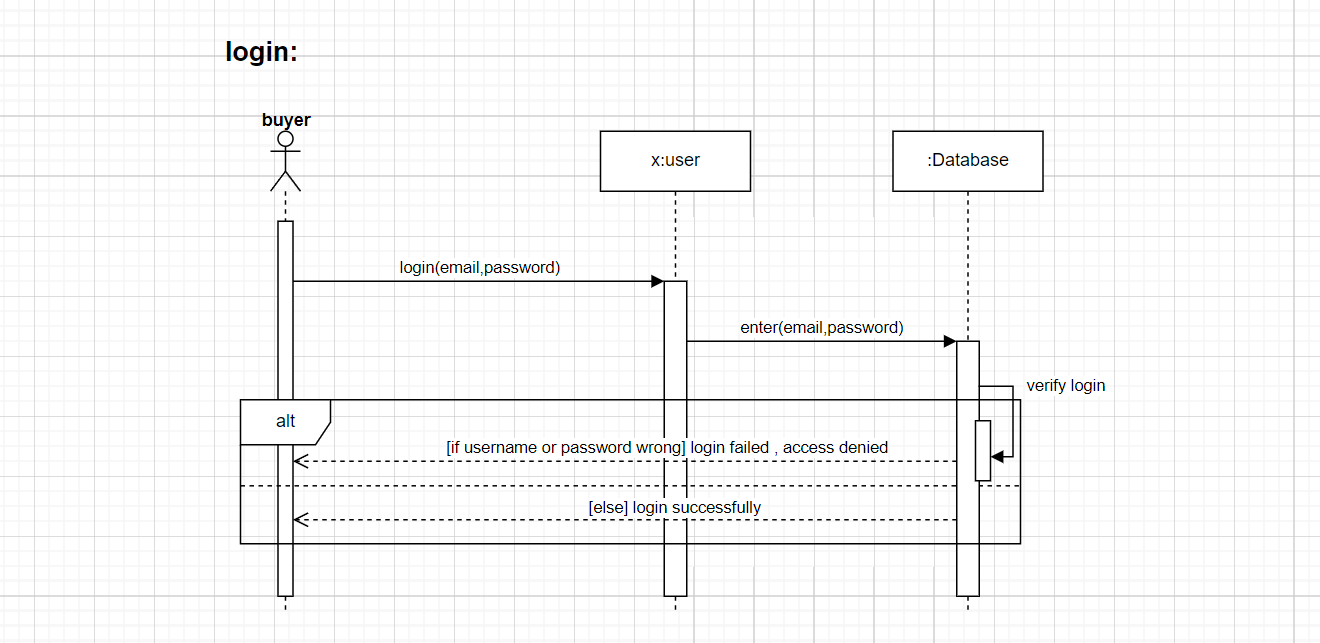 login:
buyer
x:user
:Database
login(email,password)
enter(email,password)
verify login
alt
[if username or password wrong] login failed , access denied
[else] login successfully